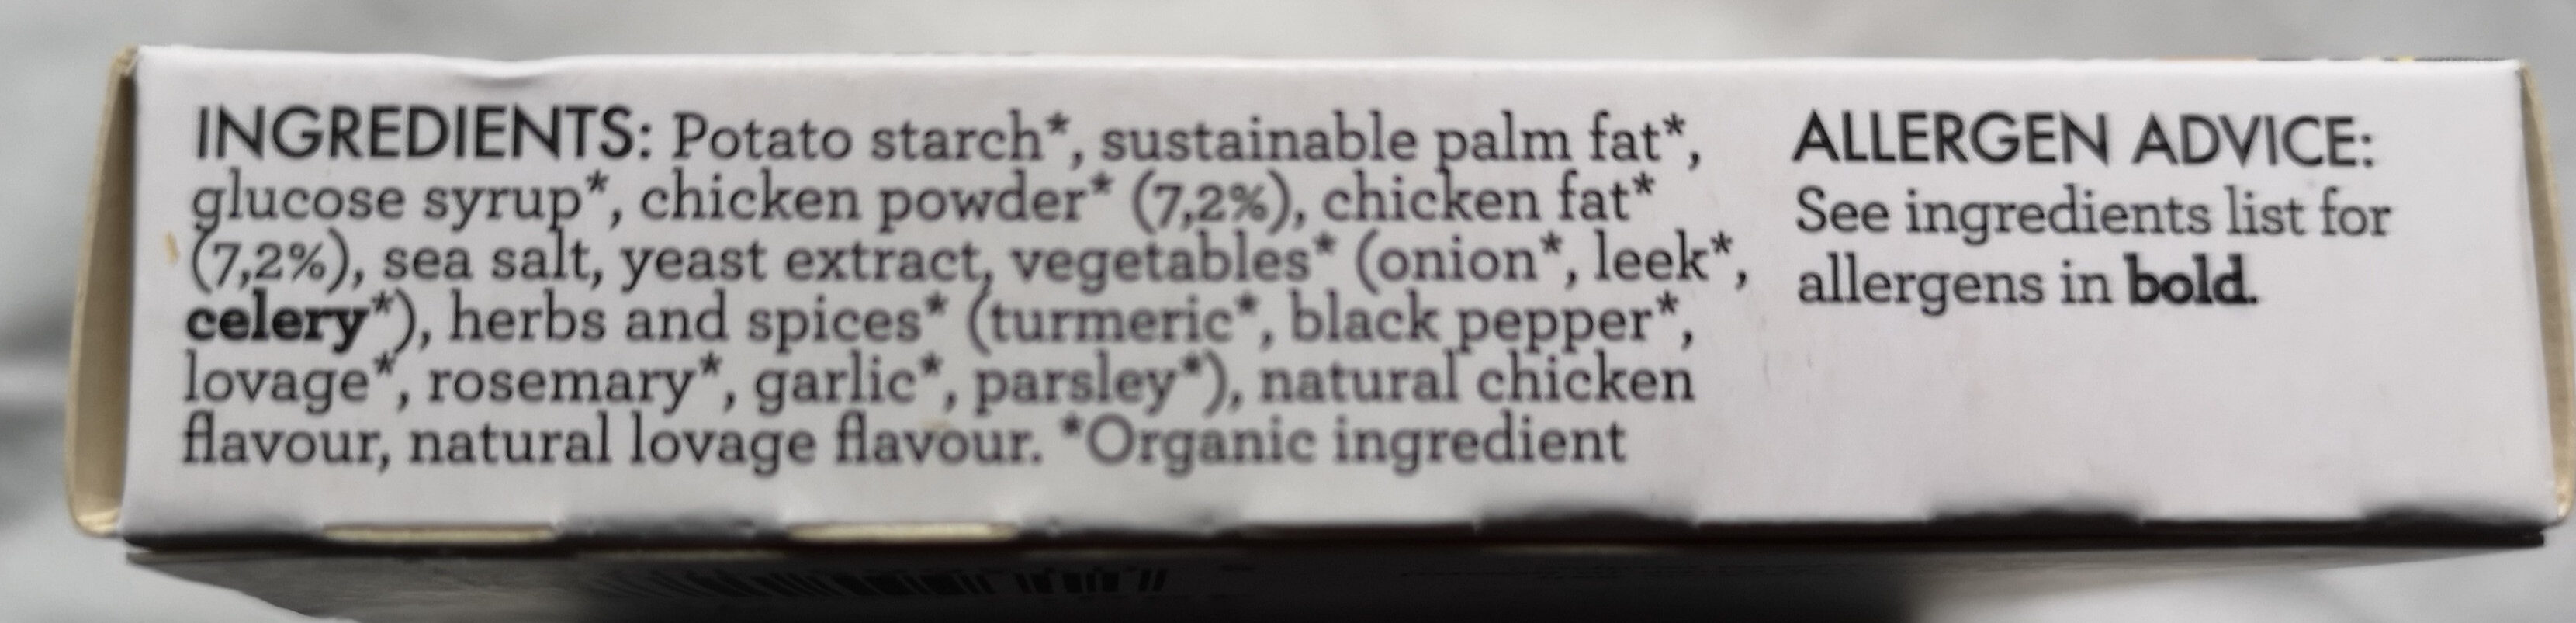 INGREDIENTS: Potato starch*, sustainable palm fat*,
glucose syrup*, chicken powder* (7,2%), chicken fat*
(7,2%), sea salt, yeast extract, vegetables* (onion*, leek*,
celery*), herbs and spices* (turmeric*, black pepper*,
lovage*, rosemary*, garlic*, parsley*), natural chicken
flavour, natural lovage flavour. *Organic ingredient
ALLERGEN ADVICE:
See ingredients list for
allergens in bold.